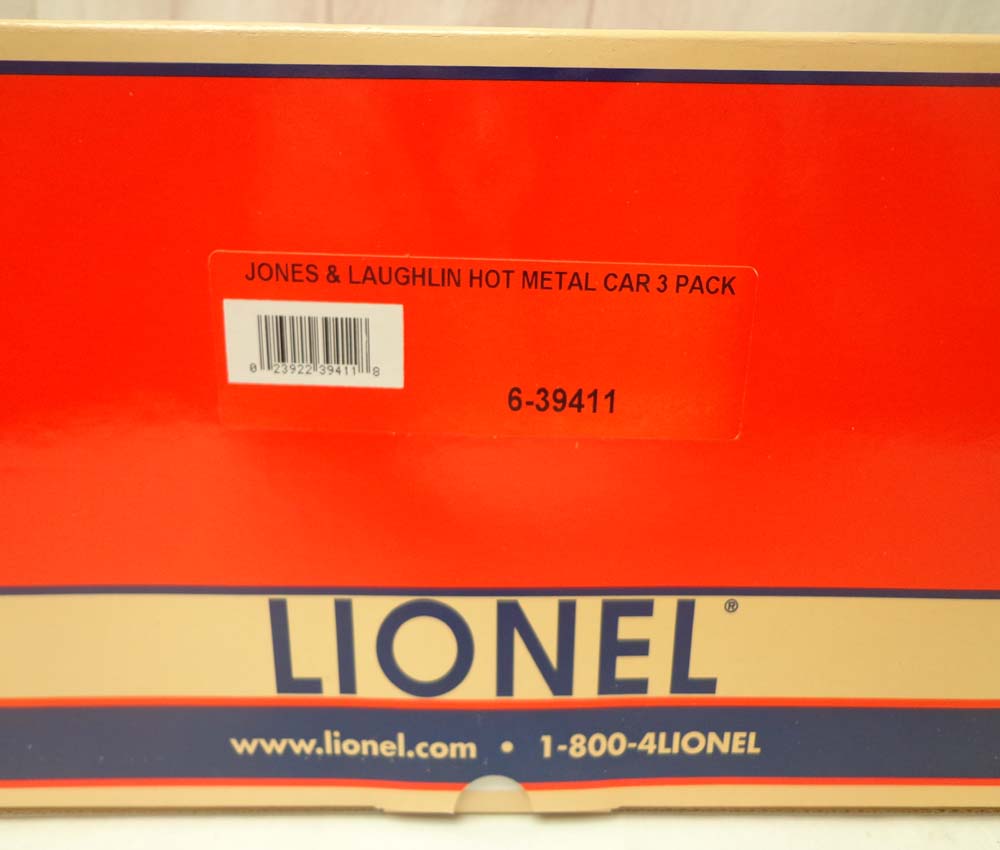 JONES & LAUGHLIN HOT METAL CAR 3 PACK
0 23922 39411 8
6-39411
LIONEL®
www.lionel.com • 1-800-4LIONEL